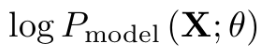 log P_model (X; θ)